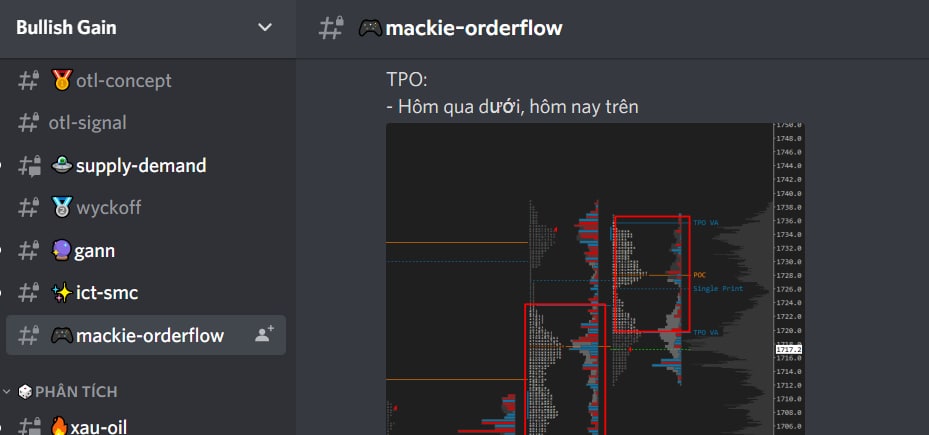 Bullish Gain
otl-concept
otl-signal
supply-demand
wyckoff
gann
ict-smc
mackie-orderflow
PHÂN TÍCH
xau-oil
mackie-orderflow
TPO:
- Hôm qua dưới, hôm nay trên
1750.0
1748.0
1746.0
1744.0
1742.0
1740.0
1738.0
1736.0
TPO VA
1734.0
1732.0
1730.0
1728.0
POC
1726.0
Single Print
1724.0
1722.0
1720.0
TPO VA
1717.2
1716.0
1714.0
1712.0
1710.0
1708.0
1706.0